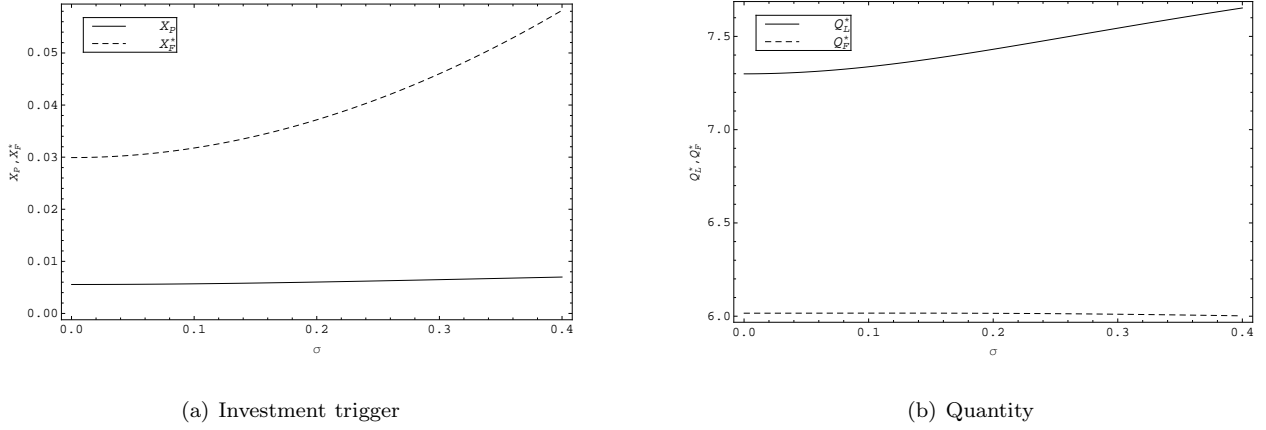 X_P
X_F^*
0.05
0.04
0.03
0.02
0.01
0.00
X_P, X_F^*
0.0 0.1 0.2 0.3 0.4
σ
(a) Investment trigger
Q_L^*
Q_F^*
7.5
7.0
6.5
6.0
Q_L^*, Q_F^*
0.0 0.1 0.2 0.3 0.4
σ
(b) Quantity